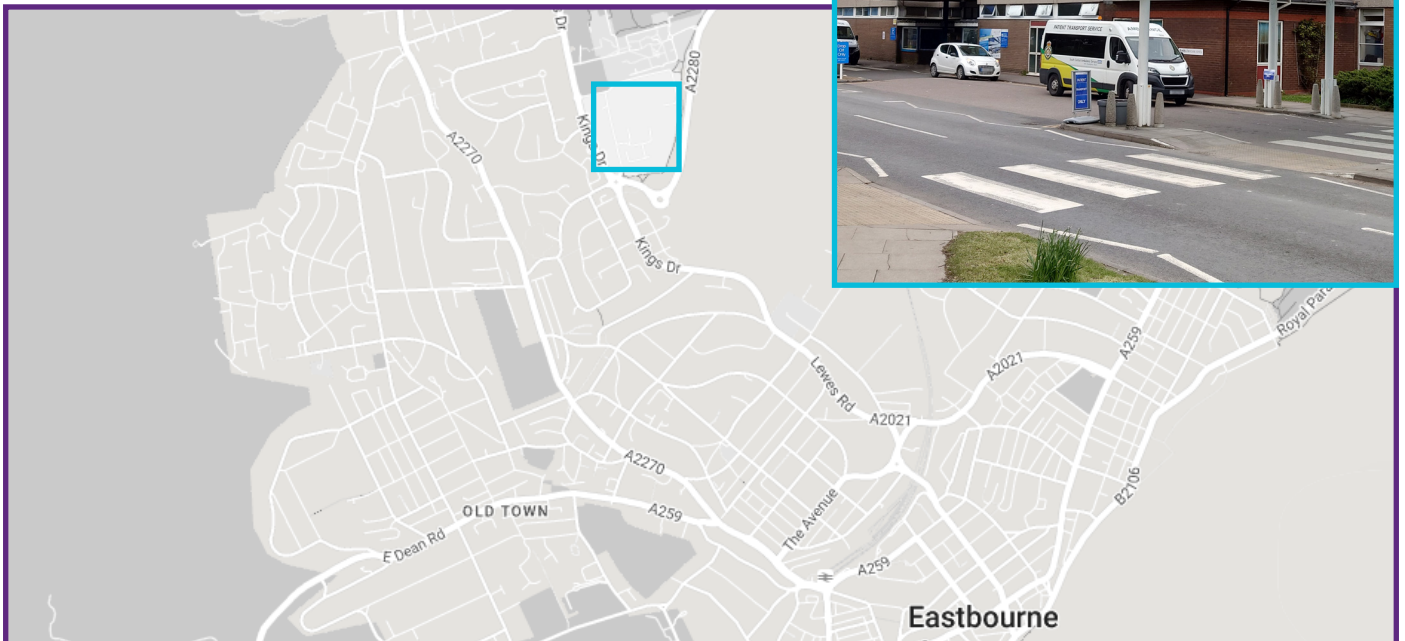 s Dr
A2280
PATIENT TRANSPORT SERVICE
Kings Dr
A2270
Kings Dr
Royal Para
A259
A2021
Lewes Rd
A2021
A2270
B2106
OLD TOWN
A259
The Avenue
E Dean Rd
A259
Eastbourne